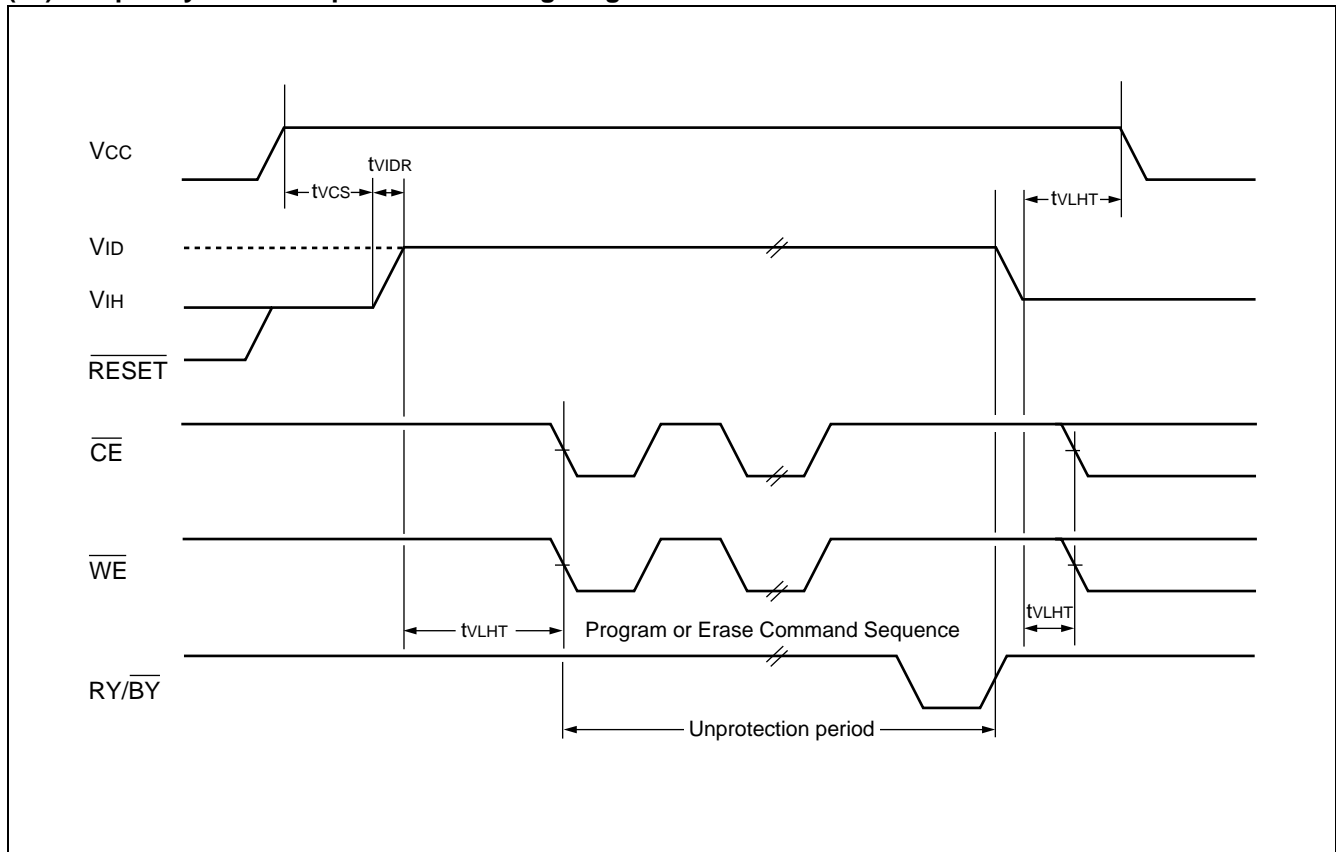 VCC
tVIDR
tVCS
tVLHT
VID
VIH
RESET
CE
WE
tVLHT
Program or Erase Command Sequence
tVLHT
RY/BY
Unprotection period